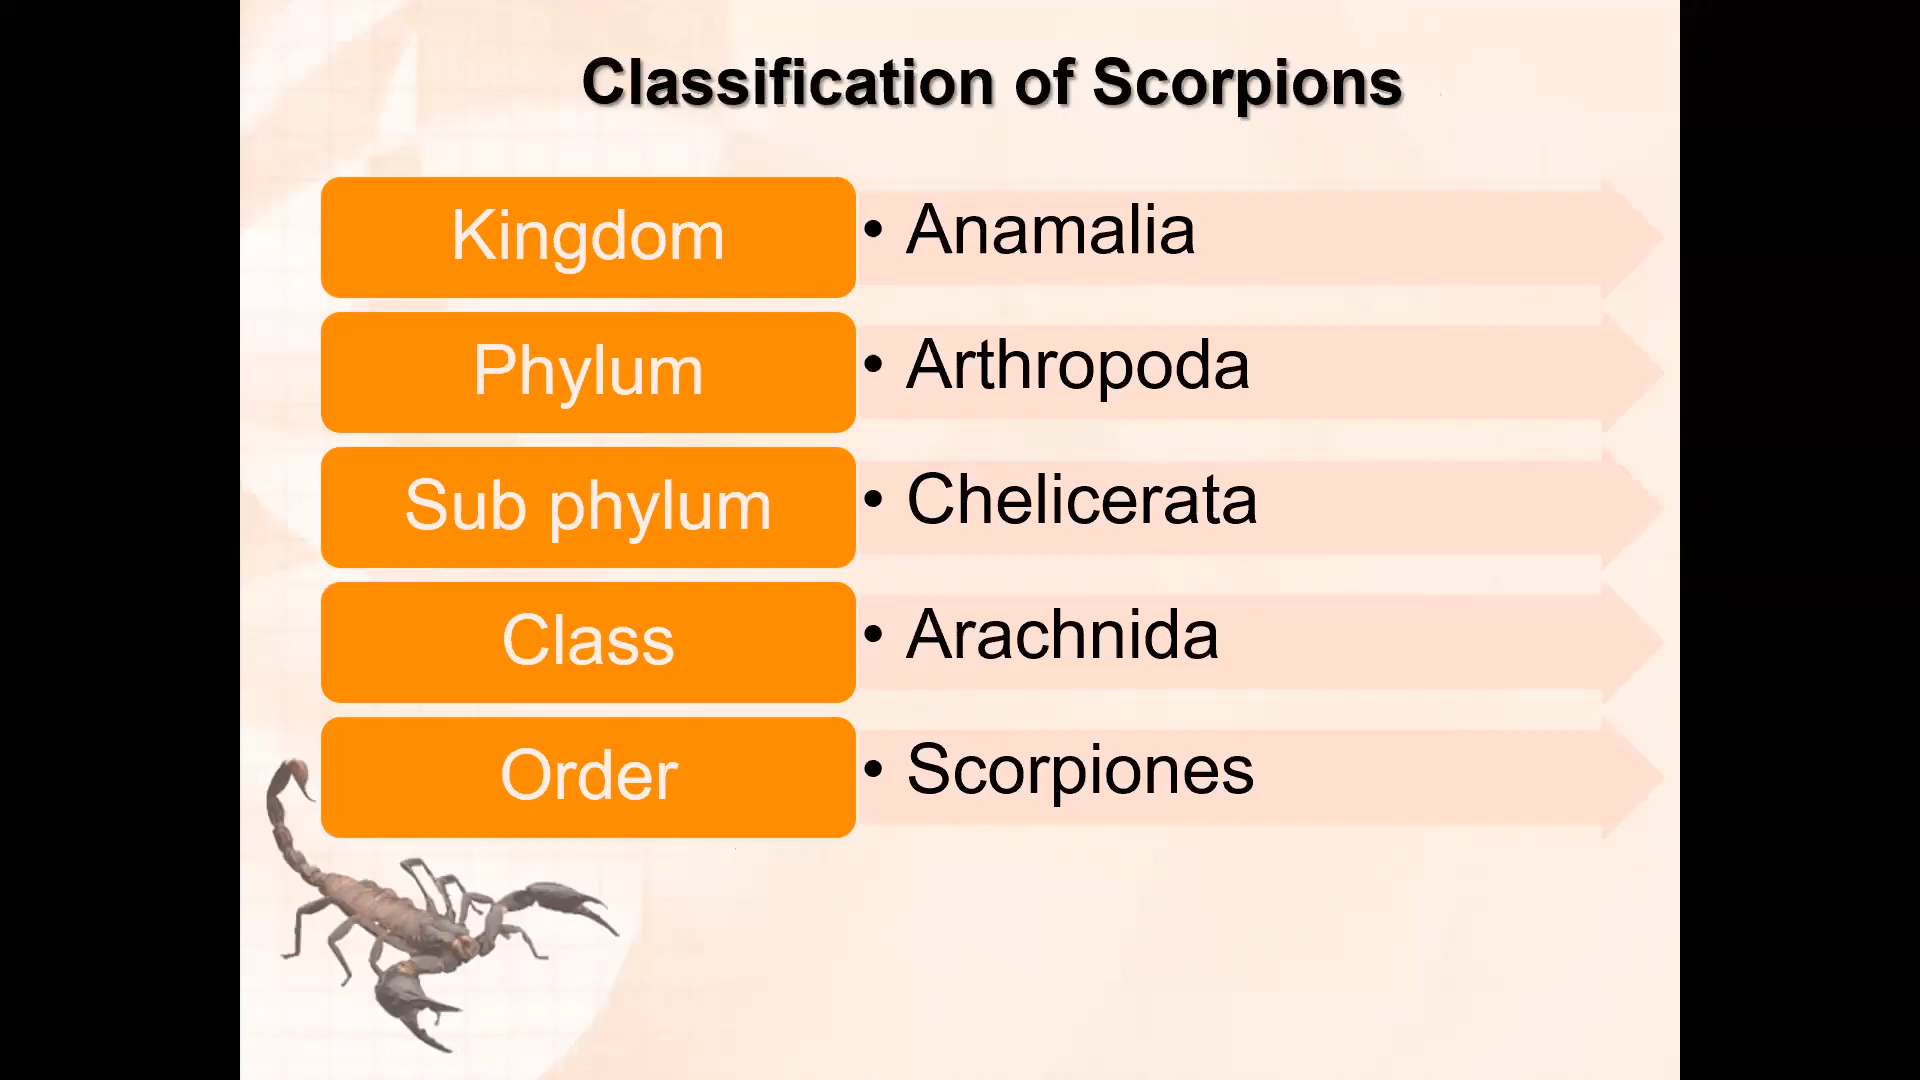 Classification of Scorpions
Kingdom
• Anamalia
Phylum
• Arthropoda
Sub phylum
• Chelicerata
Class
• Arachnida
Order
• Scorpiones